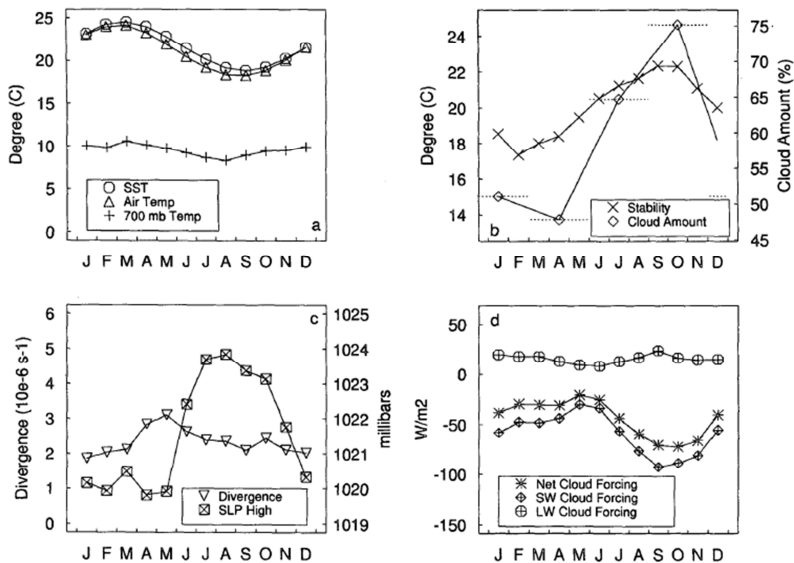 25
20
15
10
5
0
Degree (C)
SST
Air Temp
700 mb Temp
a
J F M A M J J A S O N D
24
22
20
18
16
14
Degree (C)
75
70
65
60
55
50
45
Cloud Amount (%)
Stability
Cloud Amount
b
J F M A M J J A S O N D
6
5
4
3
2
1
0
Divergence (10e-6 s-1)
c
1025
1024
1023
1022
1021
1020
1019
millibars
Divergence
SLP High
J F M A M J J A S O N D
50
0
-50
-100
-150
W/m2
d
Net Cloud Forcing
SW Cloud Forcing
LW Cloud Forcing
J F M A M J J A S O N D